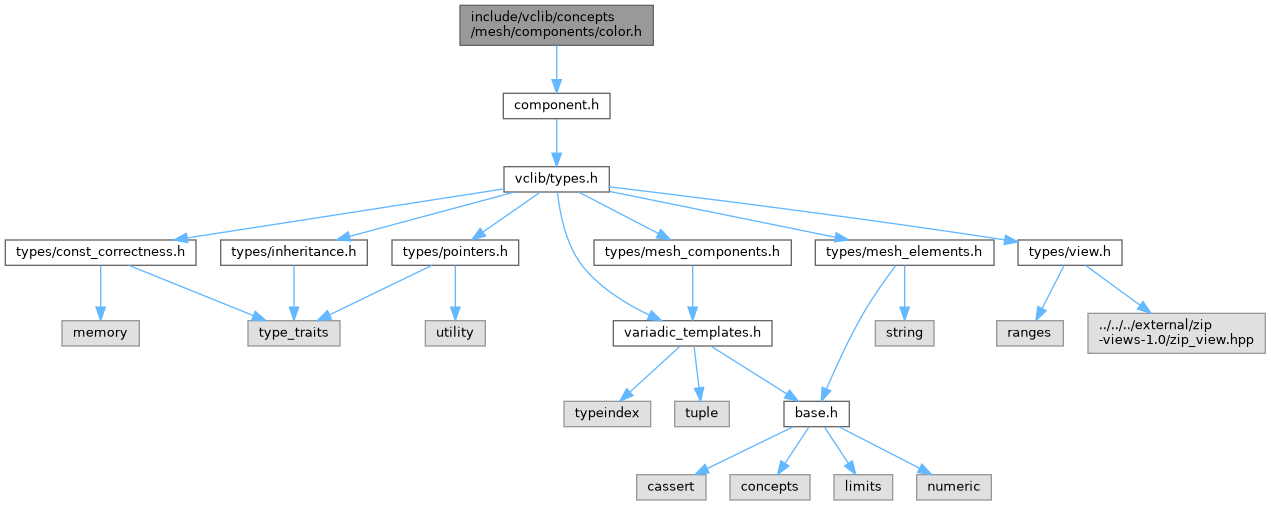 include/vclib/concepts
/mesh/components/color.h
component.h
vclib/types.h
types/const_correctness.h
types/inheritance.h
types/pointers.h
types/mesh_components.h
types/mesh_elements.h
types/view.h
memory
type_traits
utility
variadic_templates.h
string
ranges
../../../external/zip
-views-1.0/zip_view.hpp
typeindex
tuple
base.h
cassert
concepts
limits
numeric